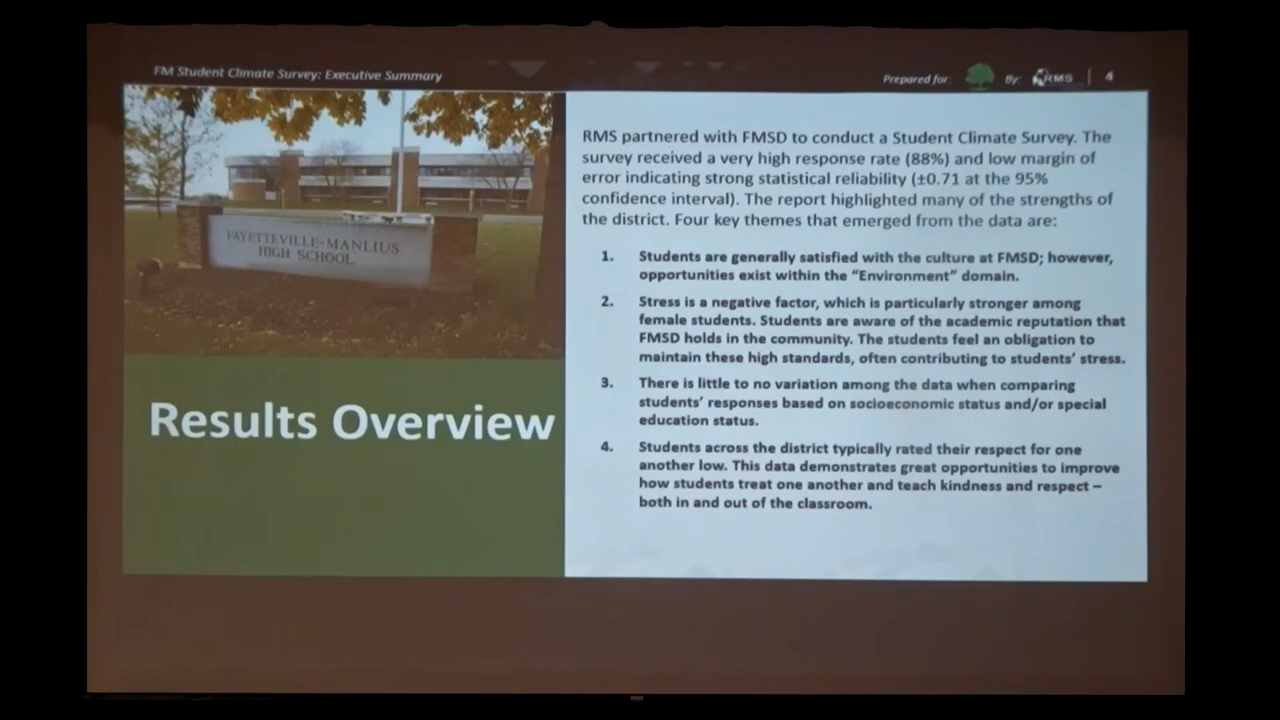 FM Student Climate Survey: Executive Summary
Prepared for: By: RMS | 4
FAYETTEVILLE-MANLIUS
HIGH SCHOOL
Results Overview
RMS partnered with FMSD to conduct a Student Climate Survey. The
survey received a very high response rate (88%) and low margin of
error indicating strong statistical reliability (±0.71 at the 95%
confidence interval). The report highlighted many of the strengths of
the district. Four key themes that emerged from the data are:
1. Students are generally satisfied with the culture at FMSD; however,
opportunities exist within the “Environment” domain.
2. Stress is a negative factor, which is particularly stronger among
female students. Students are aware of the academic reputation that
FMSD holds in the community. The students feel an obligation to
maintain these high standards, often contributing to students’ stress.
3. There is little to no variation among the data when comparing
students’ responses based on socioeconomic status and/or special
education status.
4. Students across the district typically rated their respect for one
another low. This data demonstrates great opportunities to improve
how students treat one another and teach kindness and respect –
both in and out of the classroom.